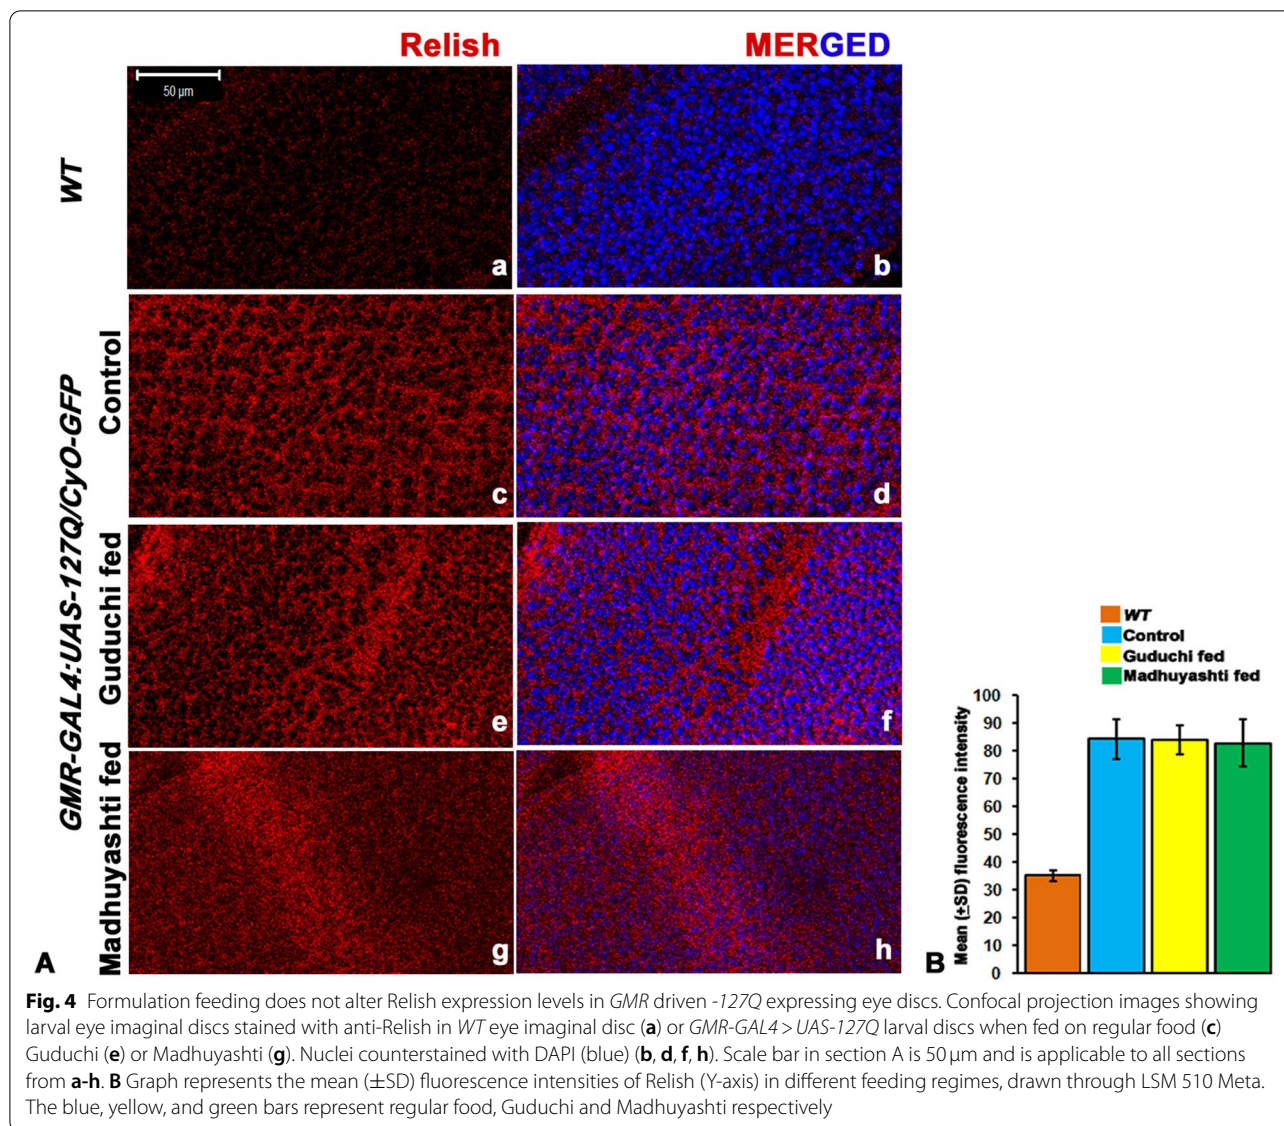 Relish
MERGED
50 µm
WT
a
b
GMR-GAL4:UAS-127Q/CyO-GFP
Control
c
d
Guduchi fed
e
f
Madhuyashti fed
g
h
A
WT
Control
Guduchi fed
Madhuyashti fed
Mean (±SD) fluorescence intensity
100
90
80
70
60
50
40
30
20
10
0
B
Fig. 4 Formulation feeding does not alter Relish expression levels in GMR driven -127Q expressing eye discs. Confocal projection images showing
larval eye imaginal discs stained with anti-Relish in WT eye imaginal disc (a) or GMR-GAL4 > UAS-127Q larval discs when fed on regular food (c)
Guduchi (e) or Madhuyashti (g). Nuclei counterstained with DAPI (blue) (b, d, f, h). Scale bar in section A is 50 µm and is applicable to all sections
from a-h. B Graph represents the mean (±SD) fluorescence intensities of Relish (Y-axis) in different feeding regimes, drawn through LSM 510 Meta.
The blue, yellow, and green bars represent regular food, Guduchi and Madhuyashti respectively